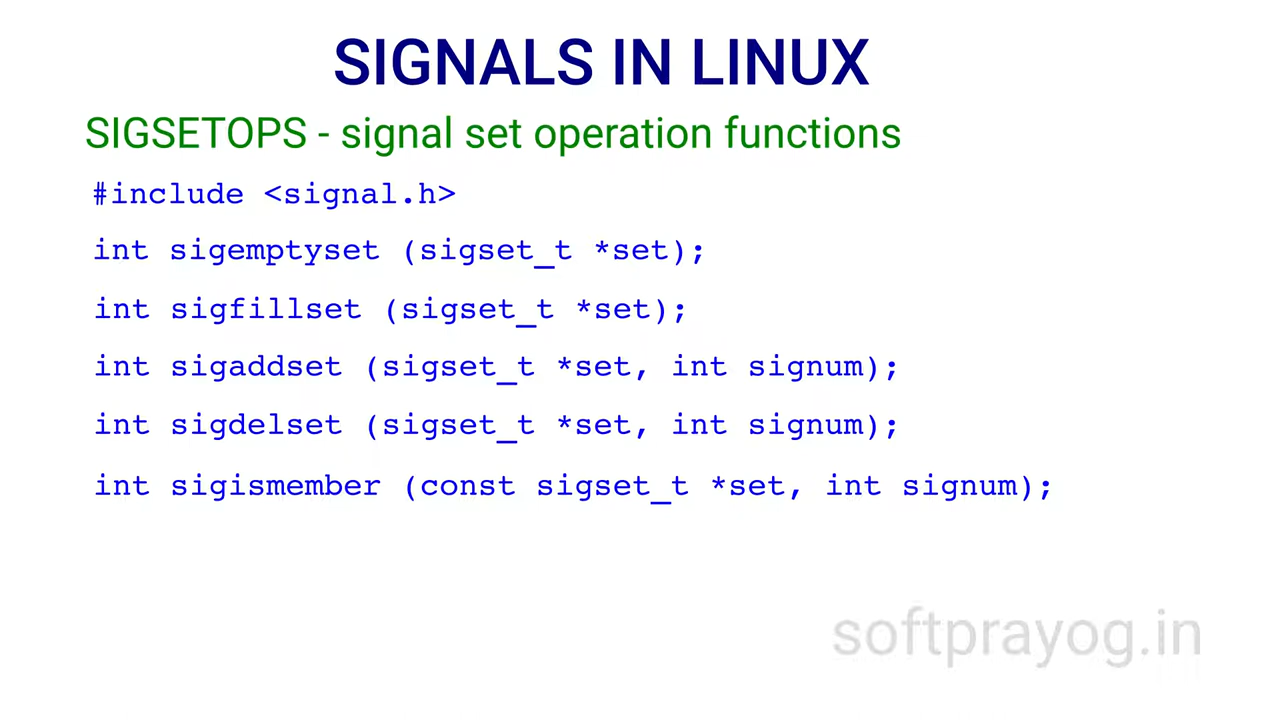 SIGNALS IN LINUX
SIGSETOPS - signal set operation functions
#include <signal.h>
int sigemptyset (sigset_t *set);
int sigfillset (sigset_t *set);
int sigaddset (sigset_t *set, int signum);
int sigdelset (sigset_t *set, int signum);
int sigismember (const sigset_t *set, int signum);
softprayog.in